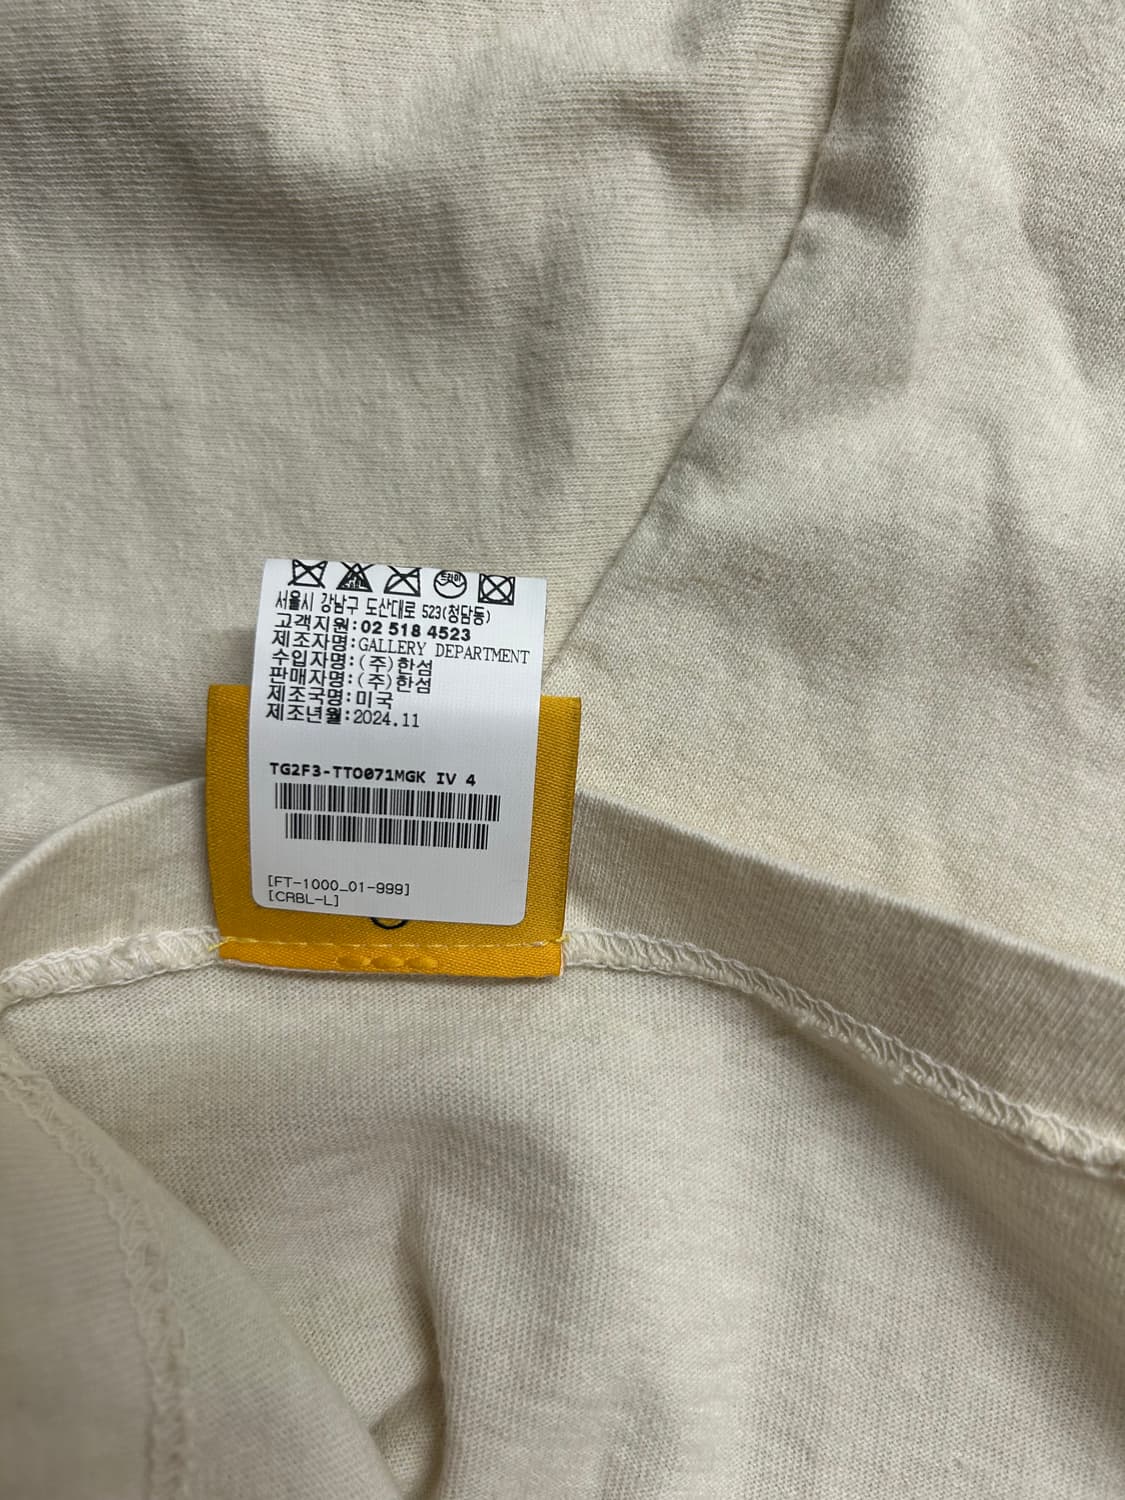 드라이
서울시 강남구 도산대로 523(청담동)
고객지원:02 518 4523
제조자명:GALLERY DEPARTMENT
수입자명:(주)한섬
판매자명:(주)한섬
제조국명:미국
제조년월:2024.11
TG2F3-TTO071MGK IV 4
[FT-1000_01-999]
[CRBL-L]